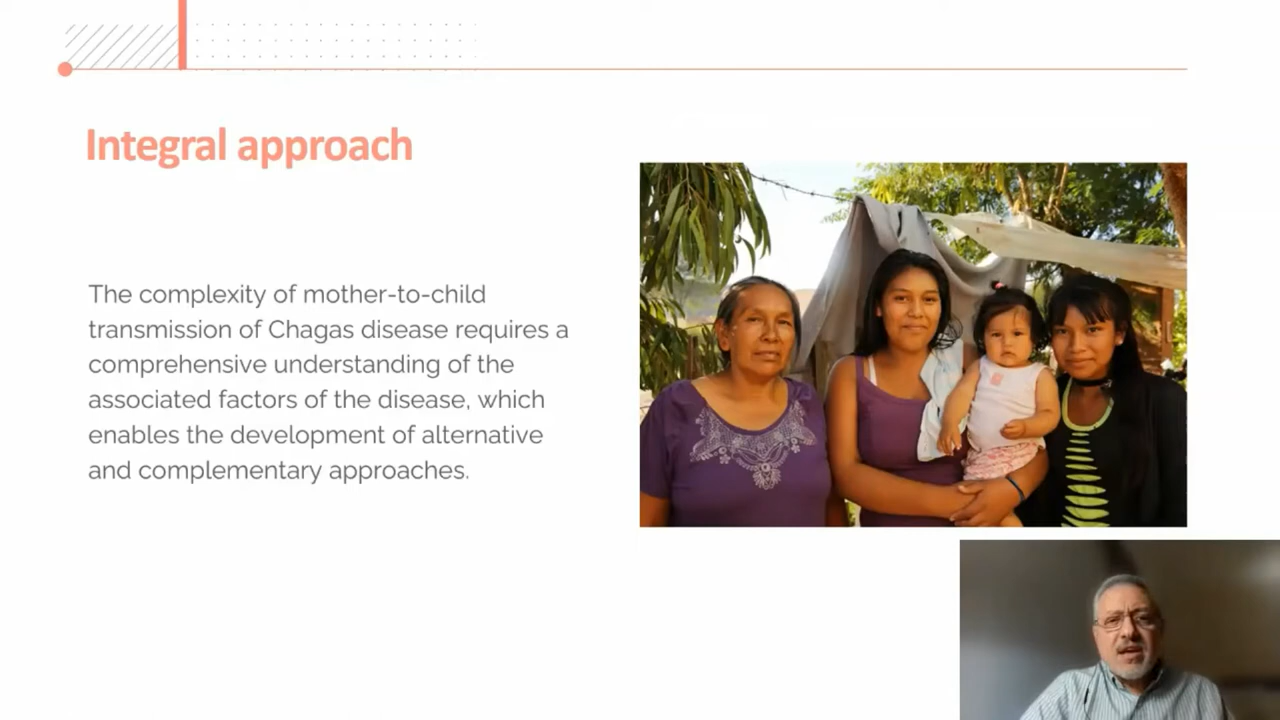 Integral approach
The complexity of mother-to-child
transmission of Chagas disease requires a
comprehensive understanding of the
associated factors of the disease, which
enables the development of alternative
and complementary approaches.